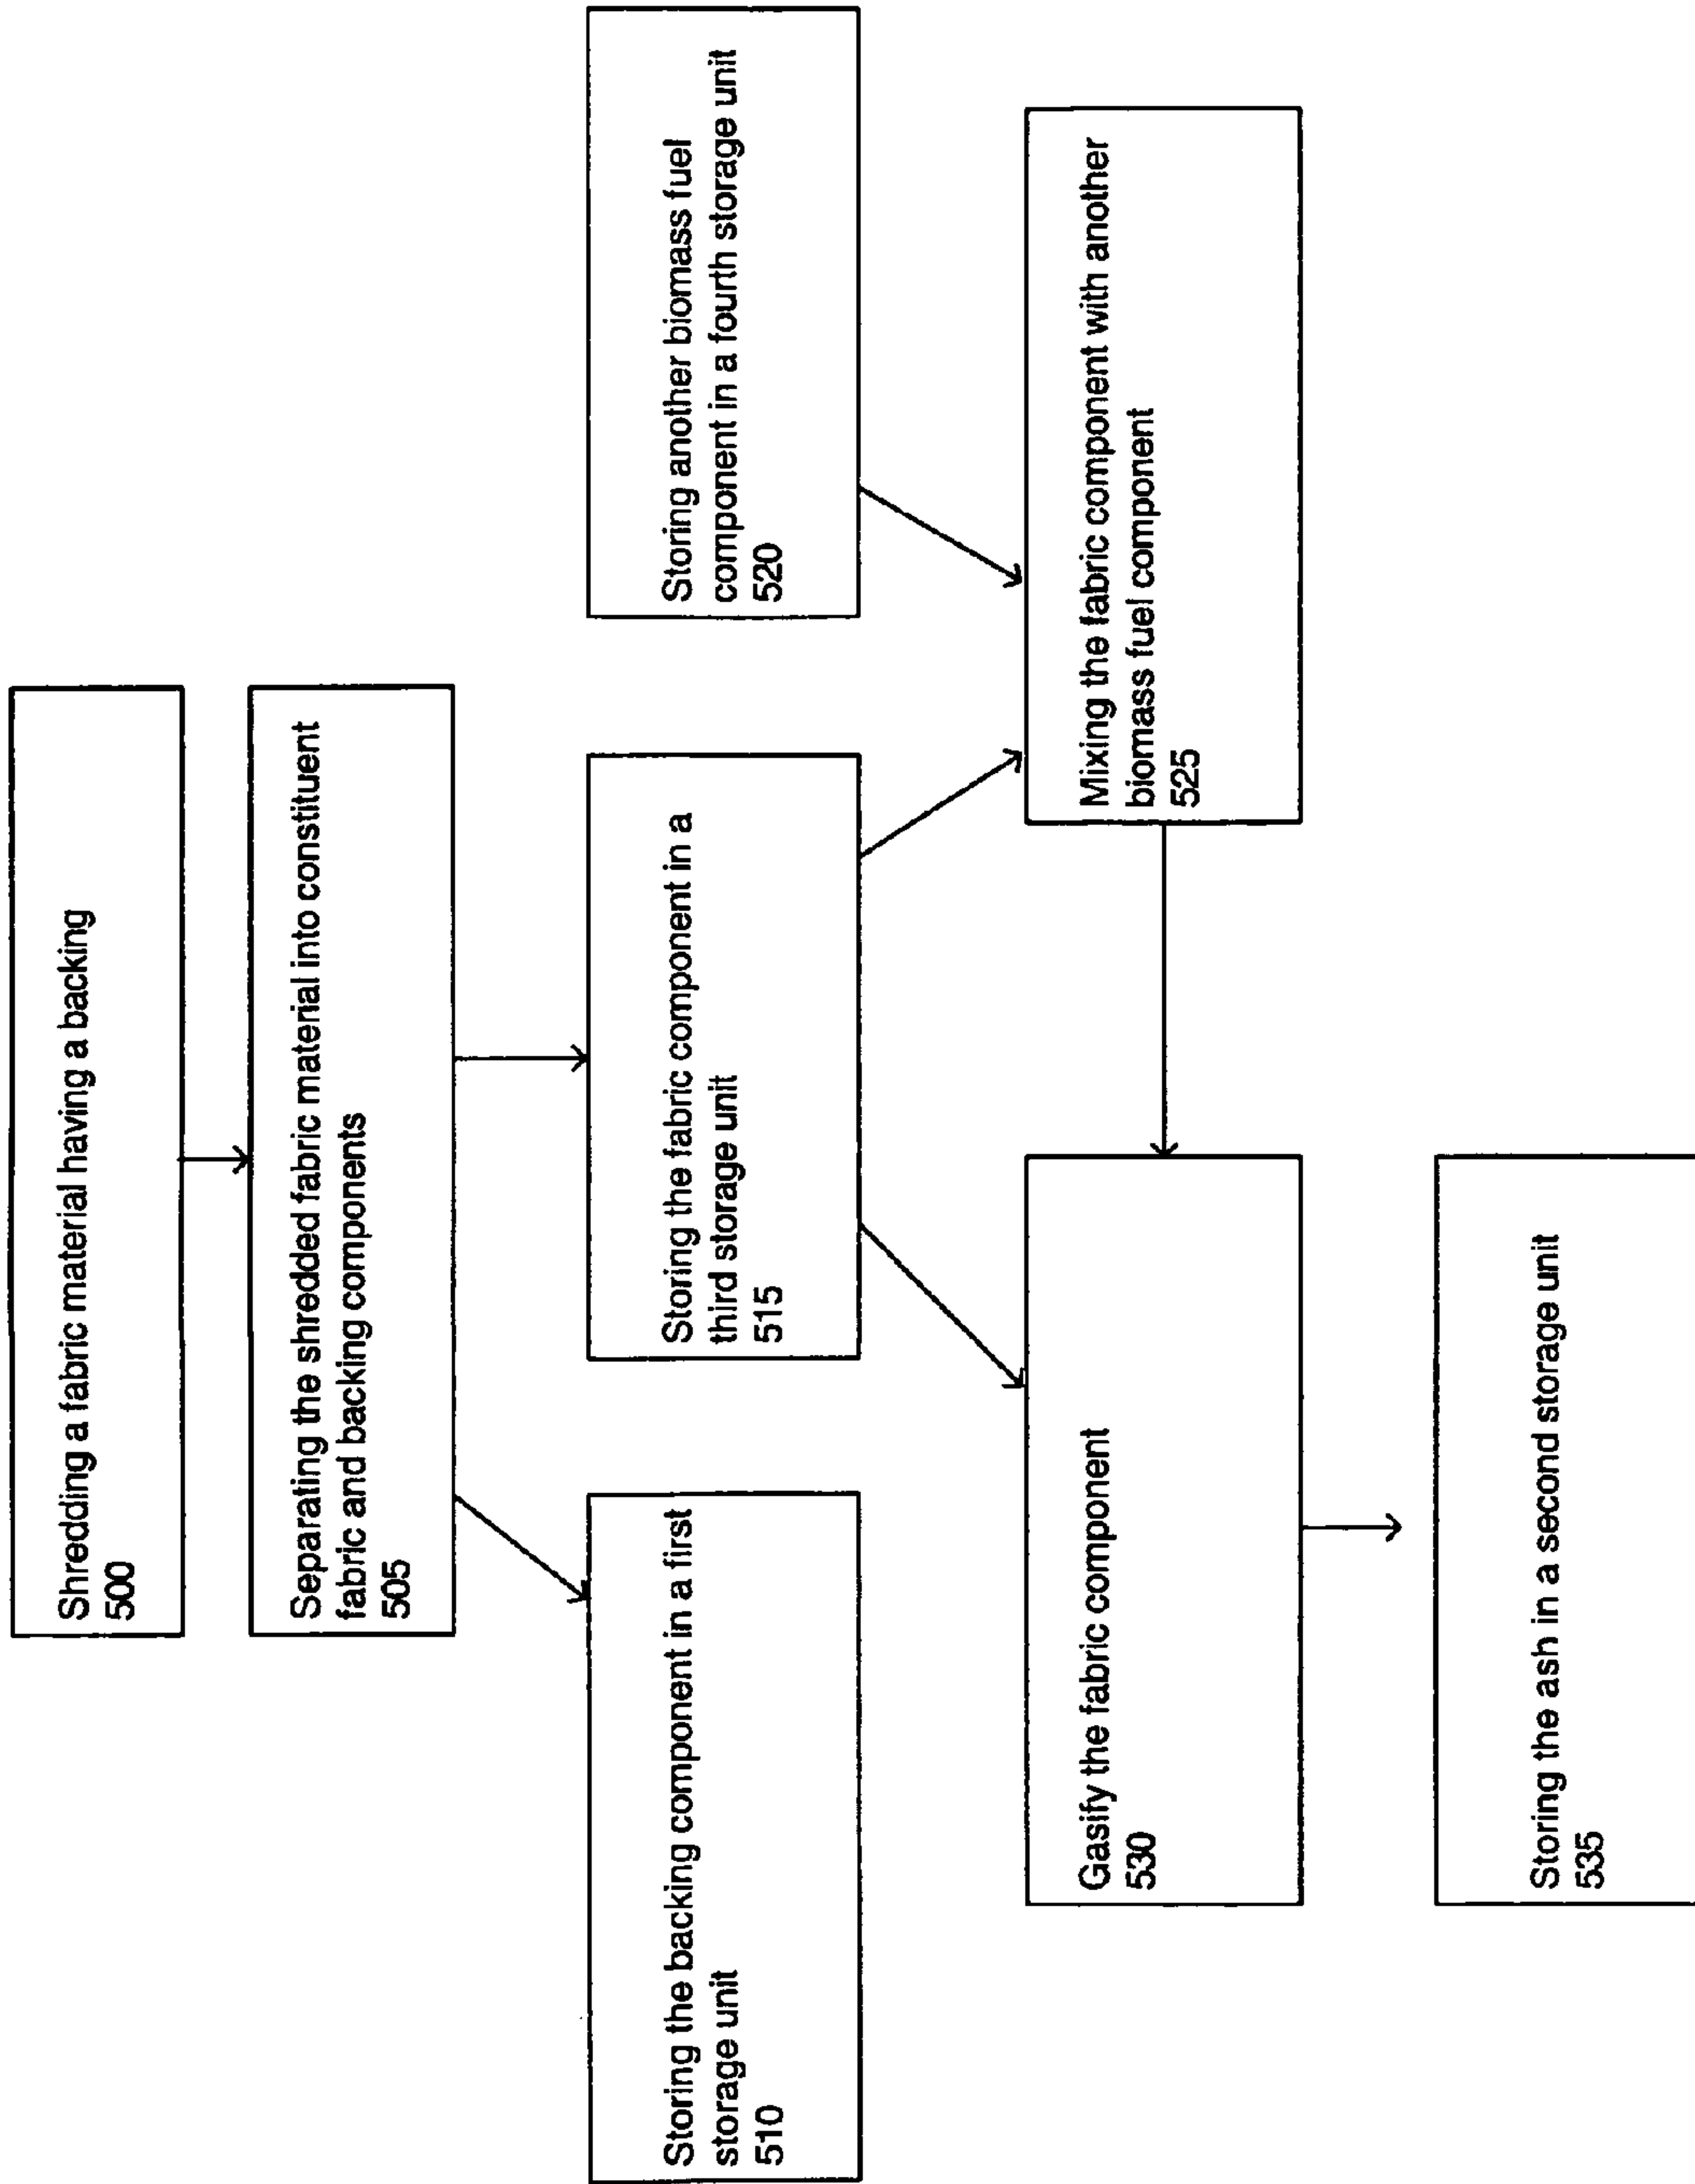 Shredding a fabric material having a backing
500
Separating the shredded fabric material into constituent
fabric and backing components
505
Storing the backing component in a first
storage unit
510
Storing the fabric component in a
third storage unit
515
Storing another biomass fuel
component in a fourth storage unit
520
Gasify the fabric component
530
Mixing the fabric component with another
biomass fuel component
525
Storing the ash in a second storage unit
535